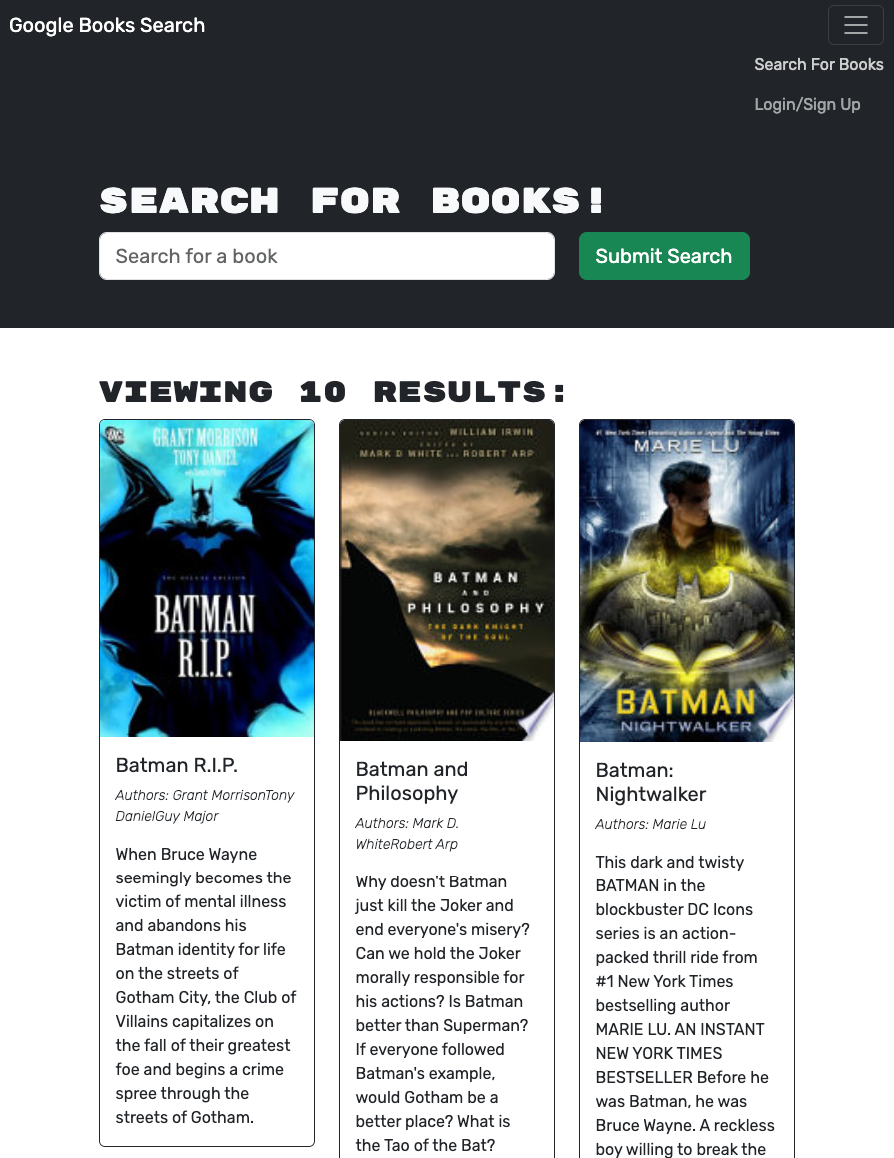 Google Books Search
Search For Books
Login/Sign Up
SEARCH FOR BOOKS!
Search for a book
Submit Search
VIEWING 10 RESULTS:
DC
GRANT MORRISON
TONY DANIEL
THE DELUXE EDITION
BATMAN
R.I.P.
Batman R.I.P.
Authors: Grant MorrisonTony
DanielGuy Major
When Bruce Wayne
seemingly becomes the
victim of mental illness
and abandons his
Batman identity for life
on the streets of
Gotham City, the Club of
Villains capitalizes on
the fall of their greatest
foe and begins a crime
spree through the
streets of Gotham.
SERIES EDITOR WILLIAM IRWIN
EDITED BY
MARK D WHITE AND ROBERT ARP
BATMAN
AND
PHILOSOPHY
THE DARK KNIGHT
OF THE SOUL
BLACKWELL PHILOSOPHY AND POP CULTURE SERIES
Batman and
Philosophy
Authors: Mark D.
WhiteRobert Arp
Why doesn't Batman
just kill the Joker and
end everyone's misery?
Can we hold the Joker
morally responsible for
his actions? Is Batman
better than Superman?
If everyone followed
Batman's example,
would Gotham be a
better place? What is
the Tao of the Bat?
#1 New York Times Bestselling Author of Legend and The Young Elites
MARIE LU
BATMAN
NIGHTWALKER
Batman:
Nightwalker
Authors: Marie Lu
This dark and twisty
BATMAN in the
blockbuster DC Icons
series is an action-
packed thrill ride from
#1 New York Times
bestselling author
MARIE LU. AN INSTANT
NEW YORK TIMES
BESTSELLER Before he
was Batman, he was
Bruce Wayne. A reckless
boy willing to break the